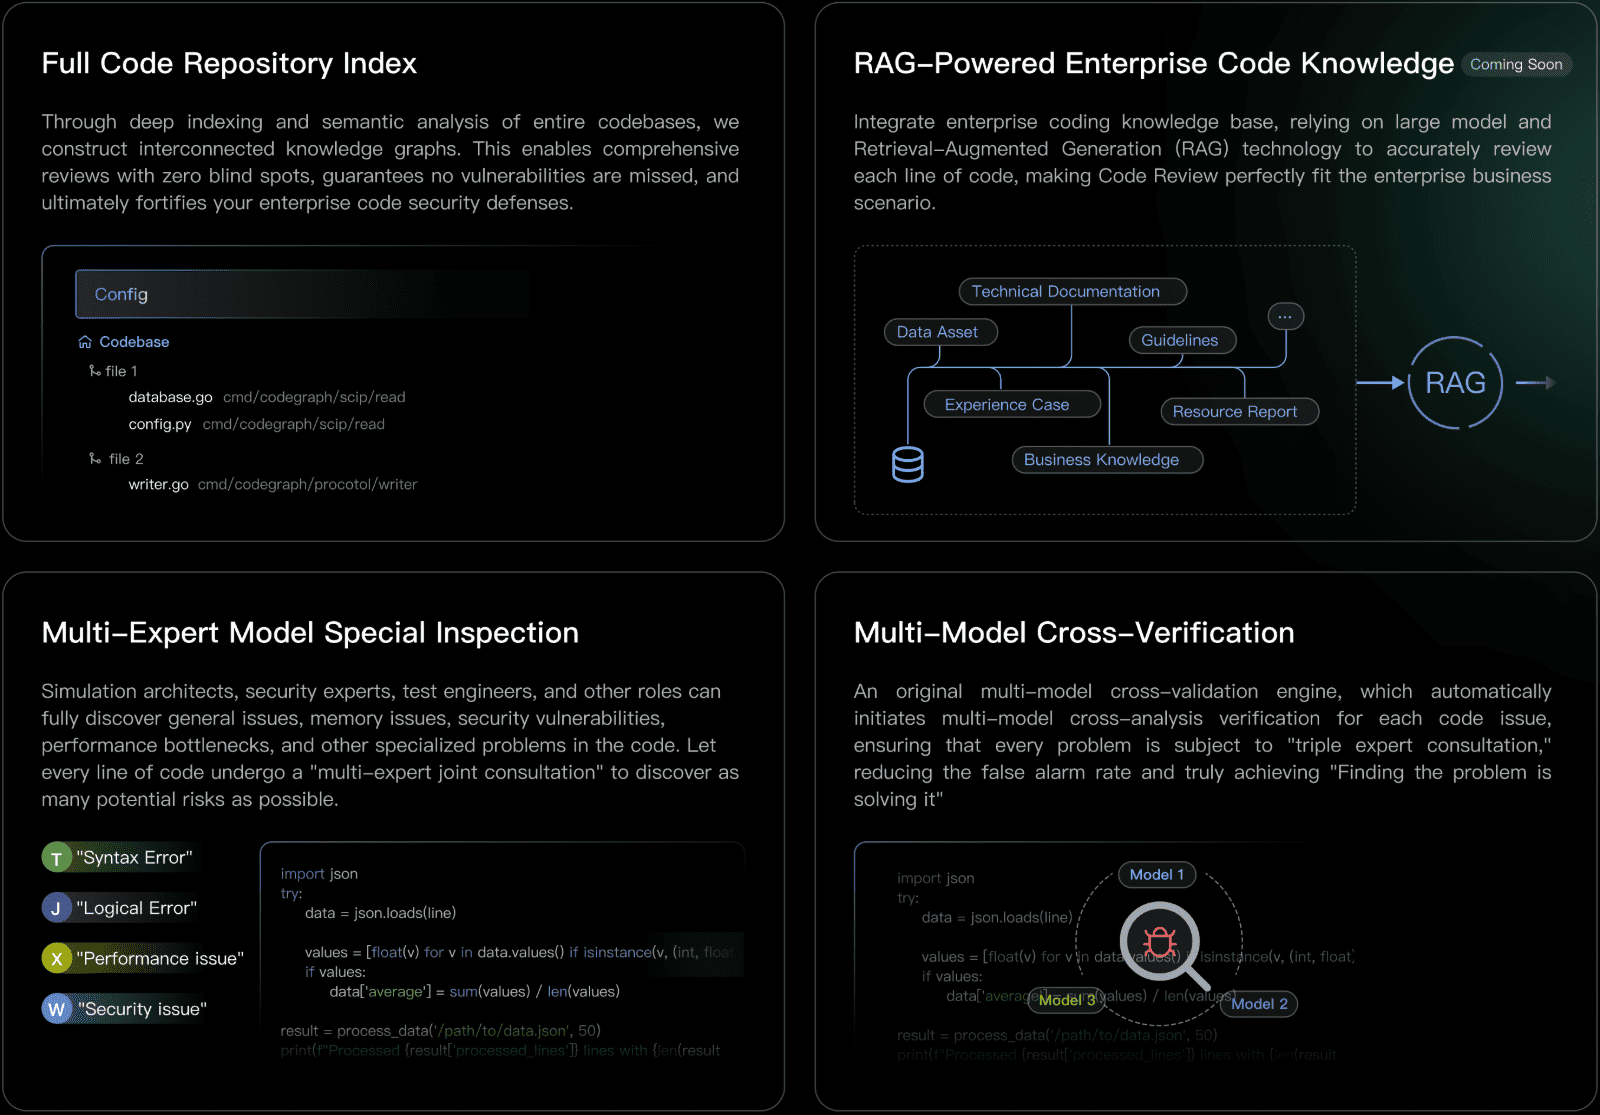 Full Code Repository Index
Through deep indexing and semantic analysis of entire codebases, we
construct interconnected knowledge graphs. This enables comprehensive
reviews with zero blind spots, guarantees no vulnerabilities are missed, and
ultimately fortifies your enterprise code security defenses.
Config
Codebase
file 1
database.go cmd/codegraph/scip/read
config.py cmd/codegraph/scip/read
file 2
writer.go cmd/codegraph/procotol/writer
RAG-Powered Enterprise Code Knowledge Coming Soon
Integrate enterprise coding knowledge base, relying on large model and
Retrieval-Augmented Generation (RAG) technology to accurately review
each line of code, making Code Review perfectly fit the enterprise business
scenario.
Technical Documentation
...
Data Asset
Guidelines
RAG
Experience Case
Resource Report
Business Knowledge
Multi-Expert Model Special Inspection
Simulation architects, security experts, test engineers, and other roles can
fully discover general issues, memory issues, security vulnerabilities,
performance bottlenecks, and other specialized problems in the code. Let
every line of code undergo a "multi-expert joint consultation" to discover as
many potential risks as possible.
T "Syntax Error"
J "Logical Error"
X "Performance issue"
W "Security issue"
import json
try:
data = json.loads(line)
values = [float(v) for v in data.values() if isinstance(v, (int, float
if values:
data['average'] = sum(values) / len(values)
result = process_data('/path/to/data.json', 50)
print(f"Processed {result['processed_lines']} lines with {len(result
Multi-Model Cross-Verification
An original multi-model cross-validation engine, which automatically
initiates multi-model cross-analysis verification for each code issue,
ensuring that every problem is subject to "triple expert consultation,"
reducing the false alarm rate and truly achieving "Finding the problem is
solving it"
Model 1
import json
try:
data = json.loads(line)
values = [float(v) for v in data.values() if isinstance(v, (int, float)
if values:
data['average'] = sum(values) / len(values)
Model 3
Model 2
result = process_data('/path/to/data.json', 50)
print(f"Processed {result['processed_lines']} lines with {len(result